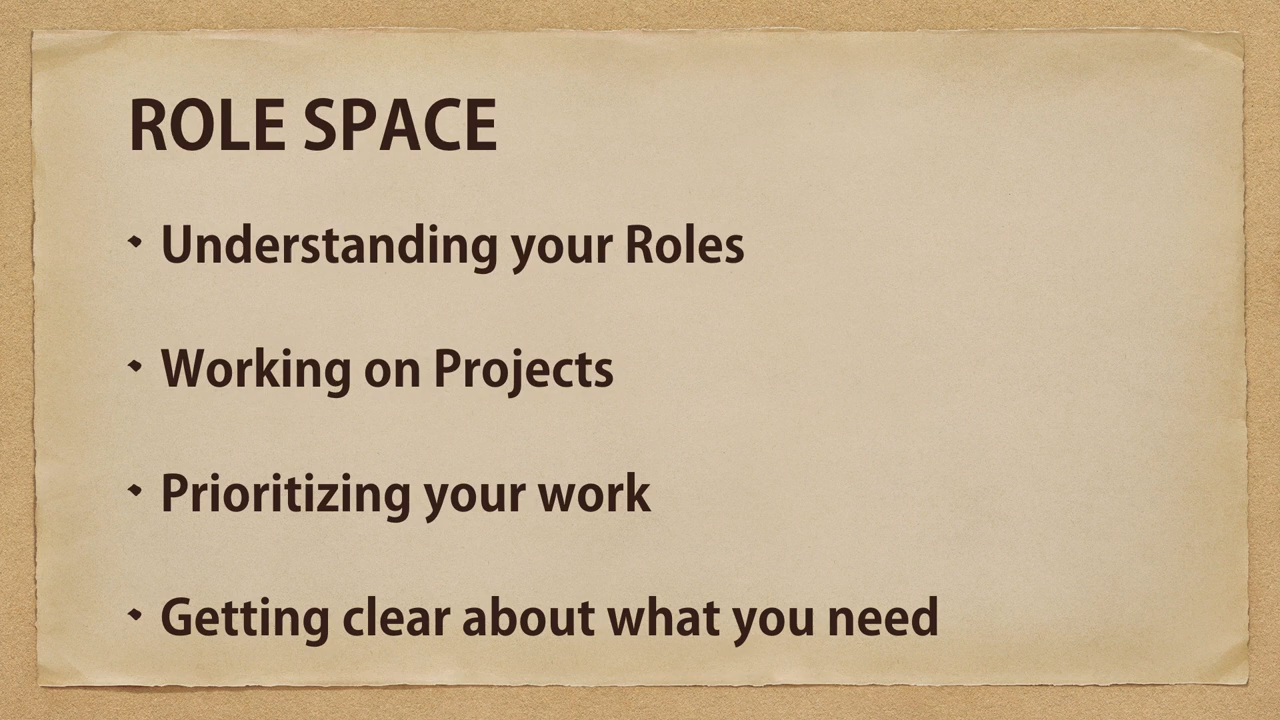 ROLE SPACE
Understanding your Roles
Working on Projects
Prioritizing your work
Getting clear about what you need